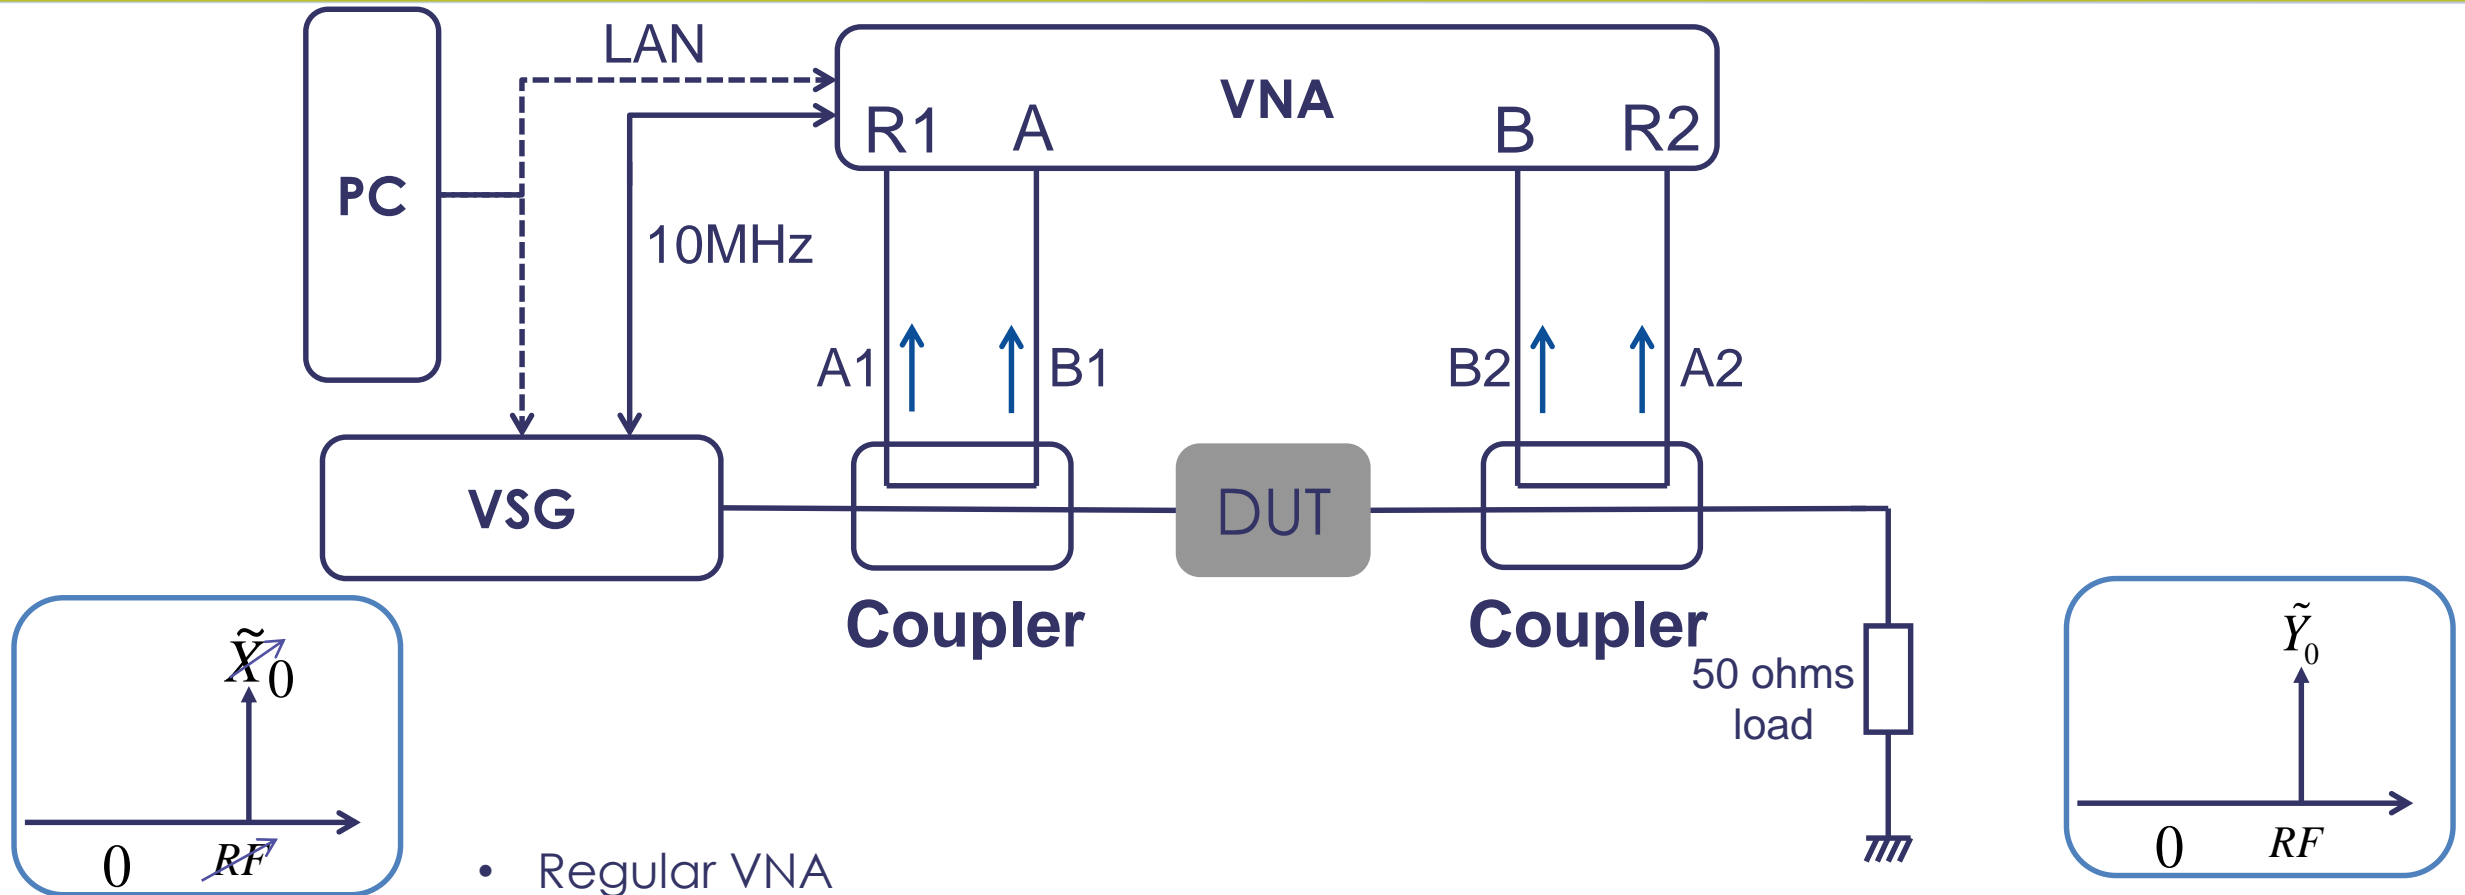 LAN
VNA
R1 A B R2
PC
10MHz
A1 B1 B2 A2
VSG
DUT
Coupler
Coupler
50 ohms
load
X̃0
0 RF
Ỹ0
0 RF
• Regular VNA